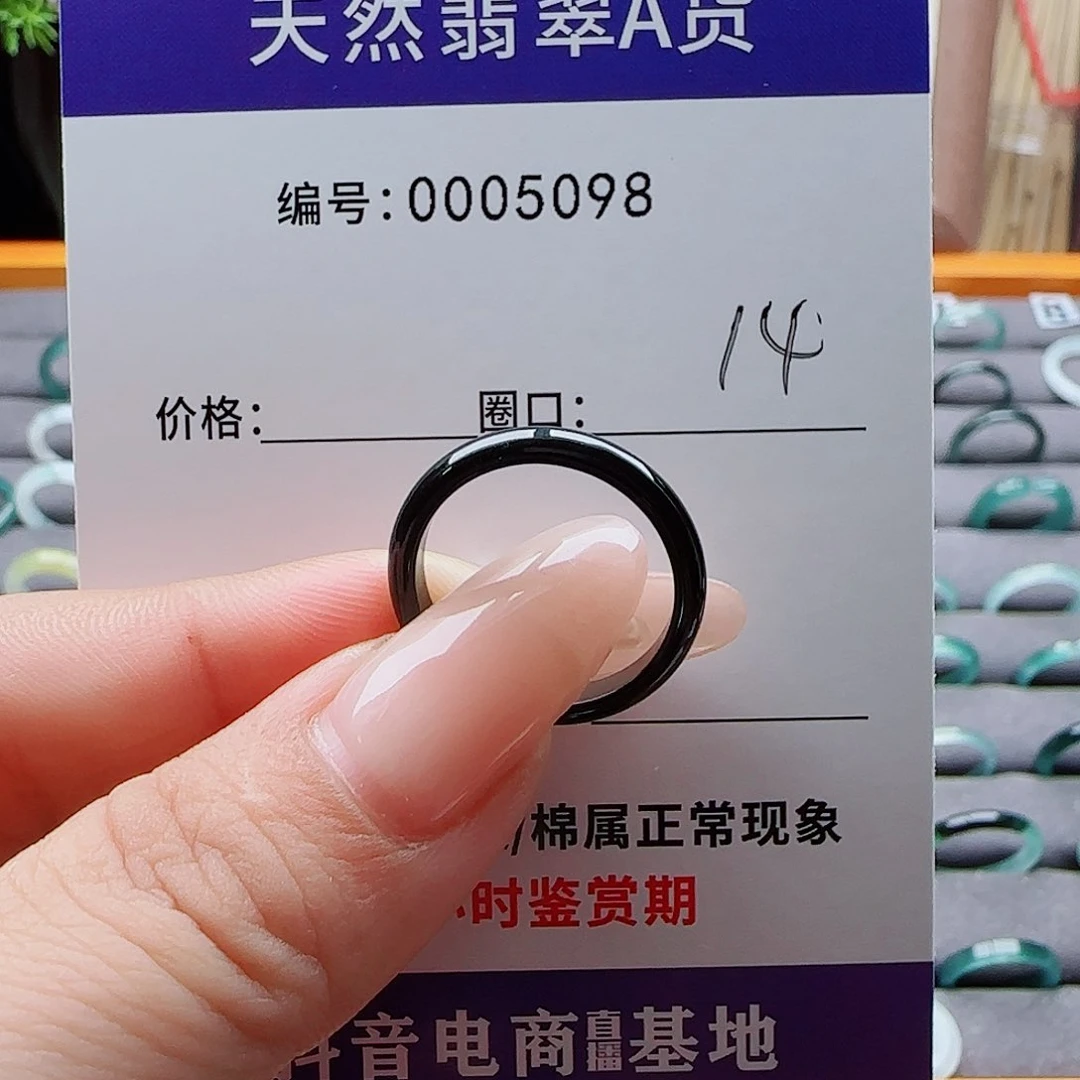 天然翡翠A货
编号:0005098
14
价格: 圈口:
/棉属正常现象
时鉴赏期
抖音电商直播基地